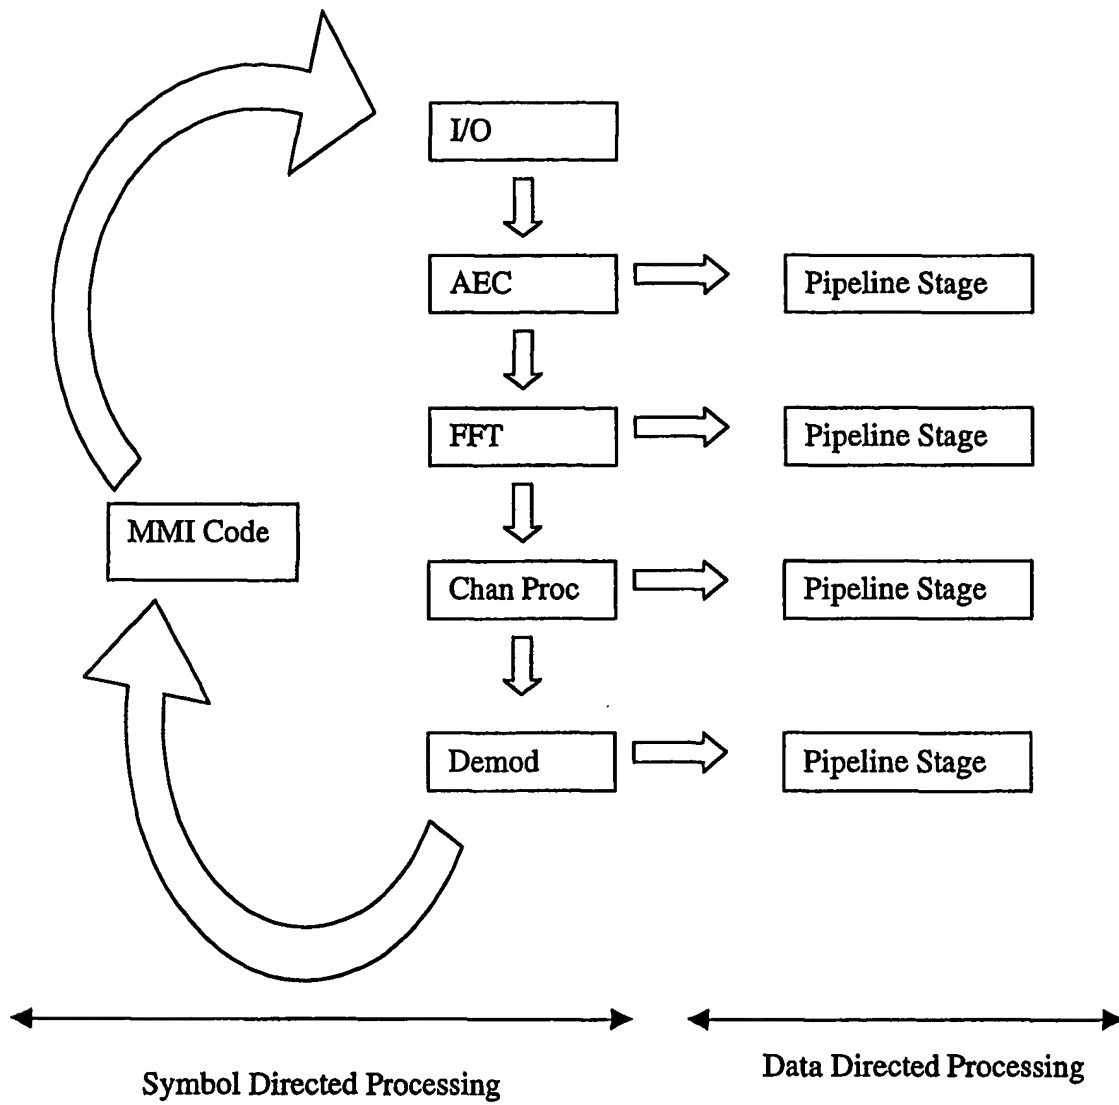 I/O
AEC
Pipeline Stage
FFT
Pipeline Stage
MMI Code
Chan Proc
Pipeline Stage
Demod
Pipeline Stage
Symbol Directed Processing
Data Directed Processing